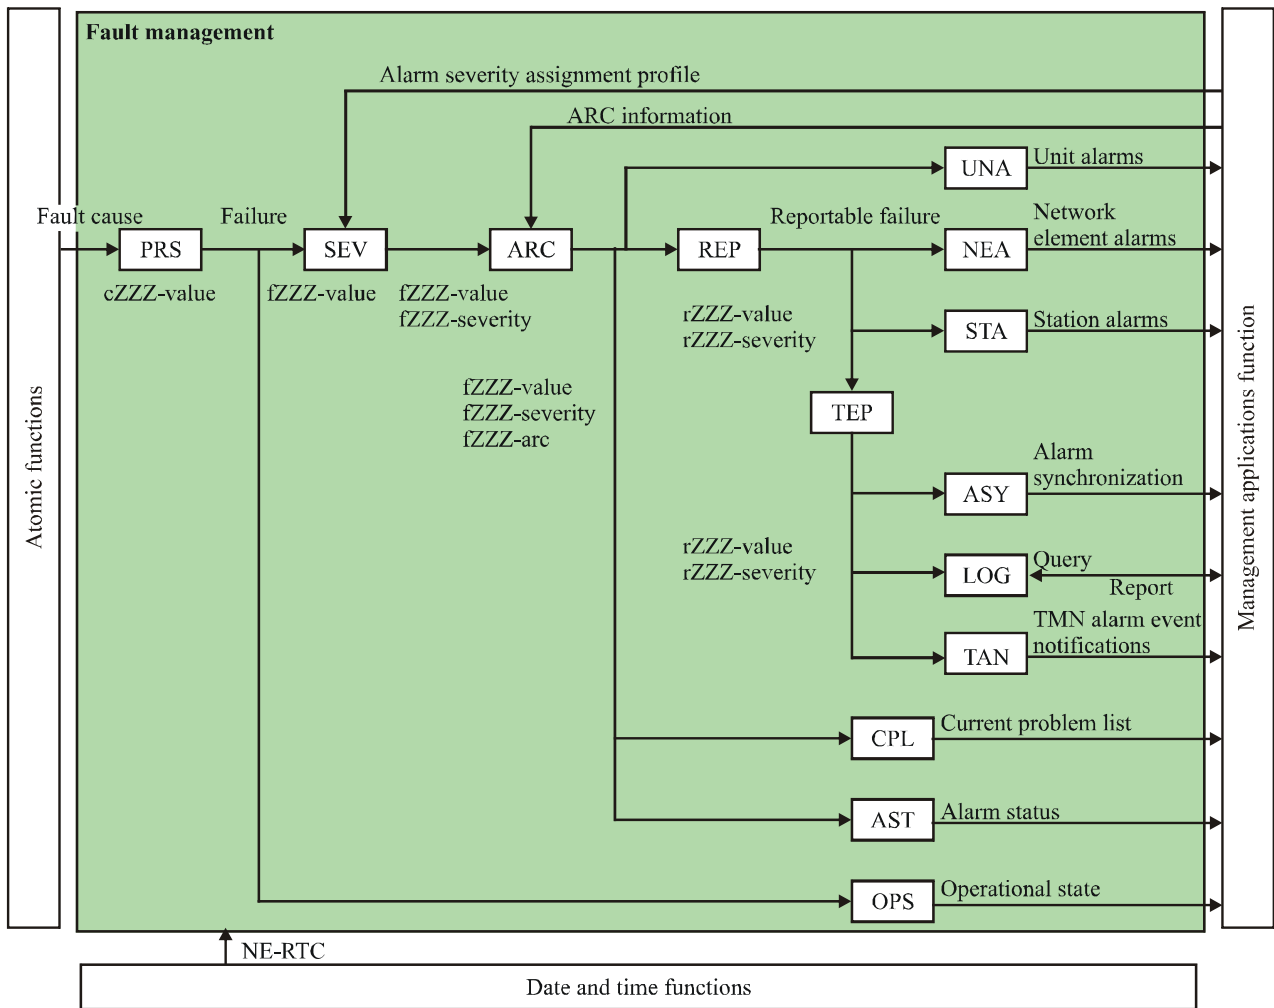 Fault management
Alarm severity assignment profile
ARC information
UNA
Unit alarms
Fault cause
Failure
Reportable failure
Network
element alarms
PRS
SEV
ARC
REP
NEA
cZZZ-value
fZZZ-value
fZZZ-value
fZZZ-severity
rZZZ-value
rZZZ-severity
STA
Station alarms
fZZZ-value
fZZZ-severity
fZZZ-arc
TEP
Alarm
synchronization
ASY
rZZZ-value
rZZZ-severity
LOG
Query
Report
TMN alarm event
notifications
TAN
CPL
Current problem list
AST
Alarm status
OPS
Operational state
Atomic functions
Management applications function
NE-RTC
Date and time functions